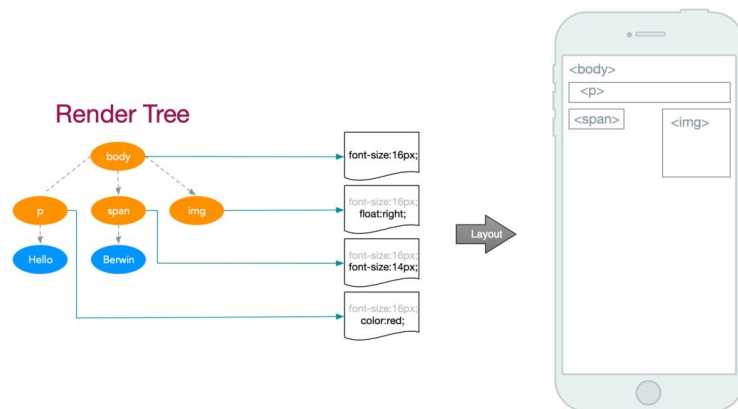 Render Tree
body
p
span
img
Hello
Berwin
font-size:16px;
font-size:16px;
float:right;
font-size:16px;
font-size:14px;
font-size:16px;
color:red;
Layout
<body>
<p>
<span>
<img>